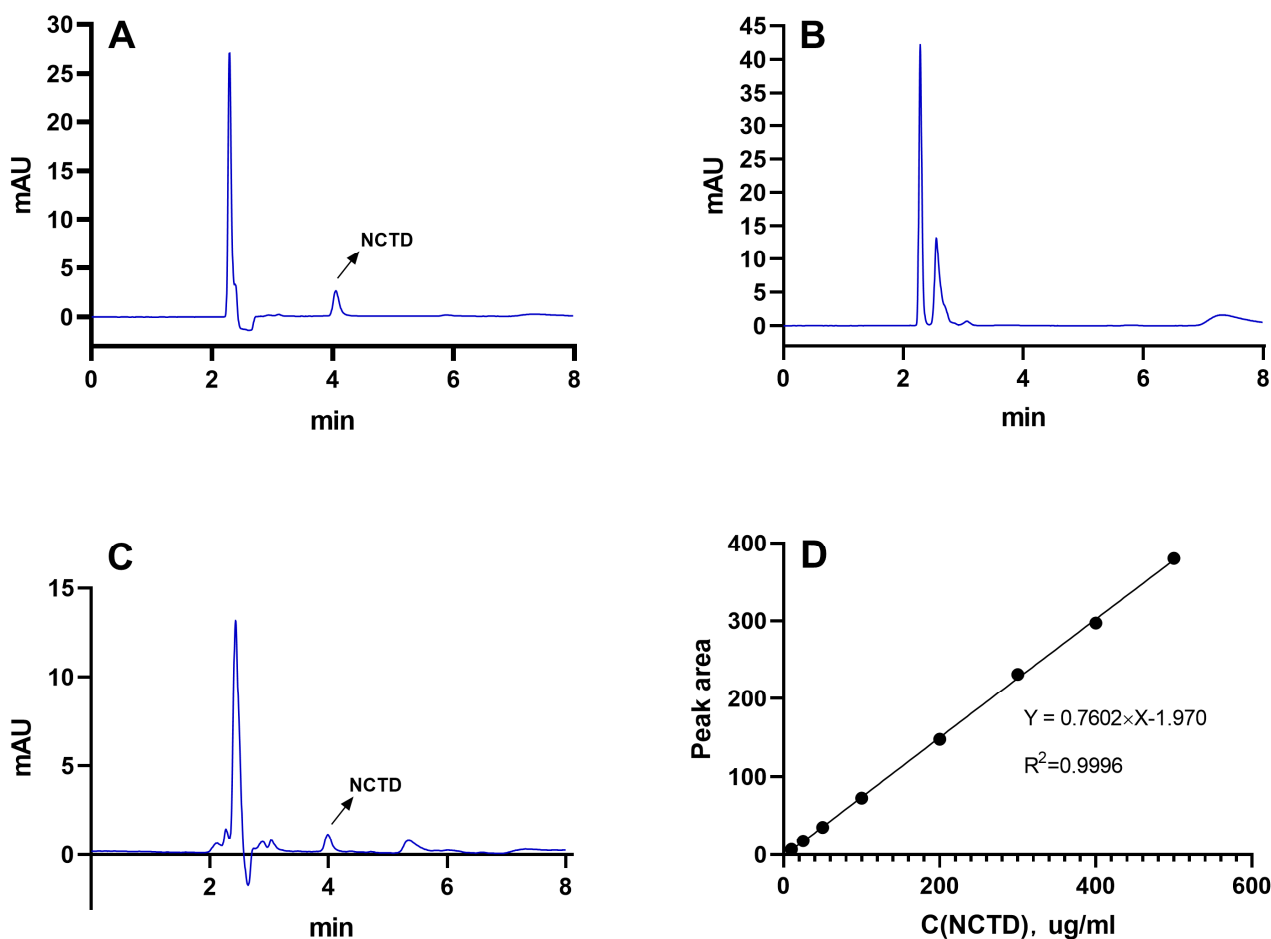 A
30
25
20
15
10
5
0
mAU
NCTD
0 2 4 6 8
min
B
45
40
35
30
25
20
15
10
5
0
mAU
0 2 4 6 8
min
C
15
10
5
0
mAU
NCTD
2 4 6 8
min
D
400
300
200
100
0
Peak area
Y = 0.7602×X-1.970
R²=0.9996
0 200 400 600
C(NCTD), ug/ml